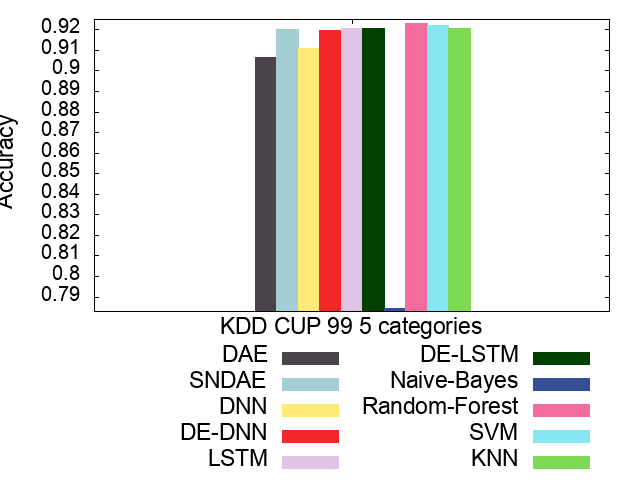 0.92
0.91
0.9
0.89
0.88
0.87
0.86
0.85
0.84
0.83
0.82
0.81
0.8
0.79
Accuracy
KDD CUP 99 5 categories
DAE
SNDAE
DNN
DE-DNN
LSTM
DE-LSTM
Naive-Bayes
Random-Forest
SVM
KNN